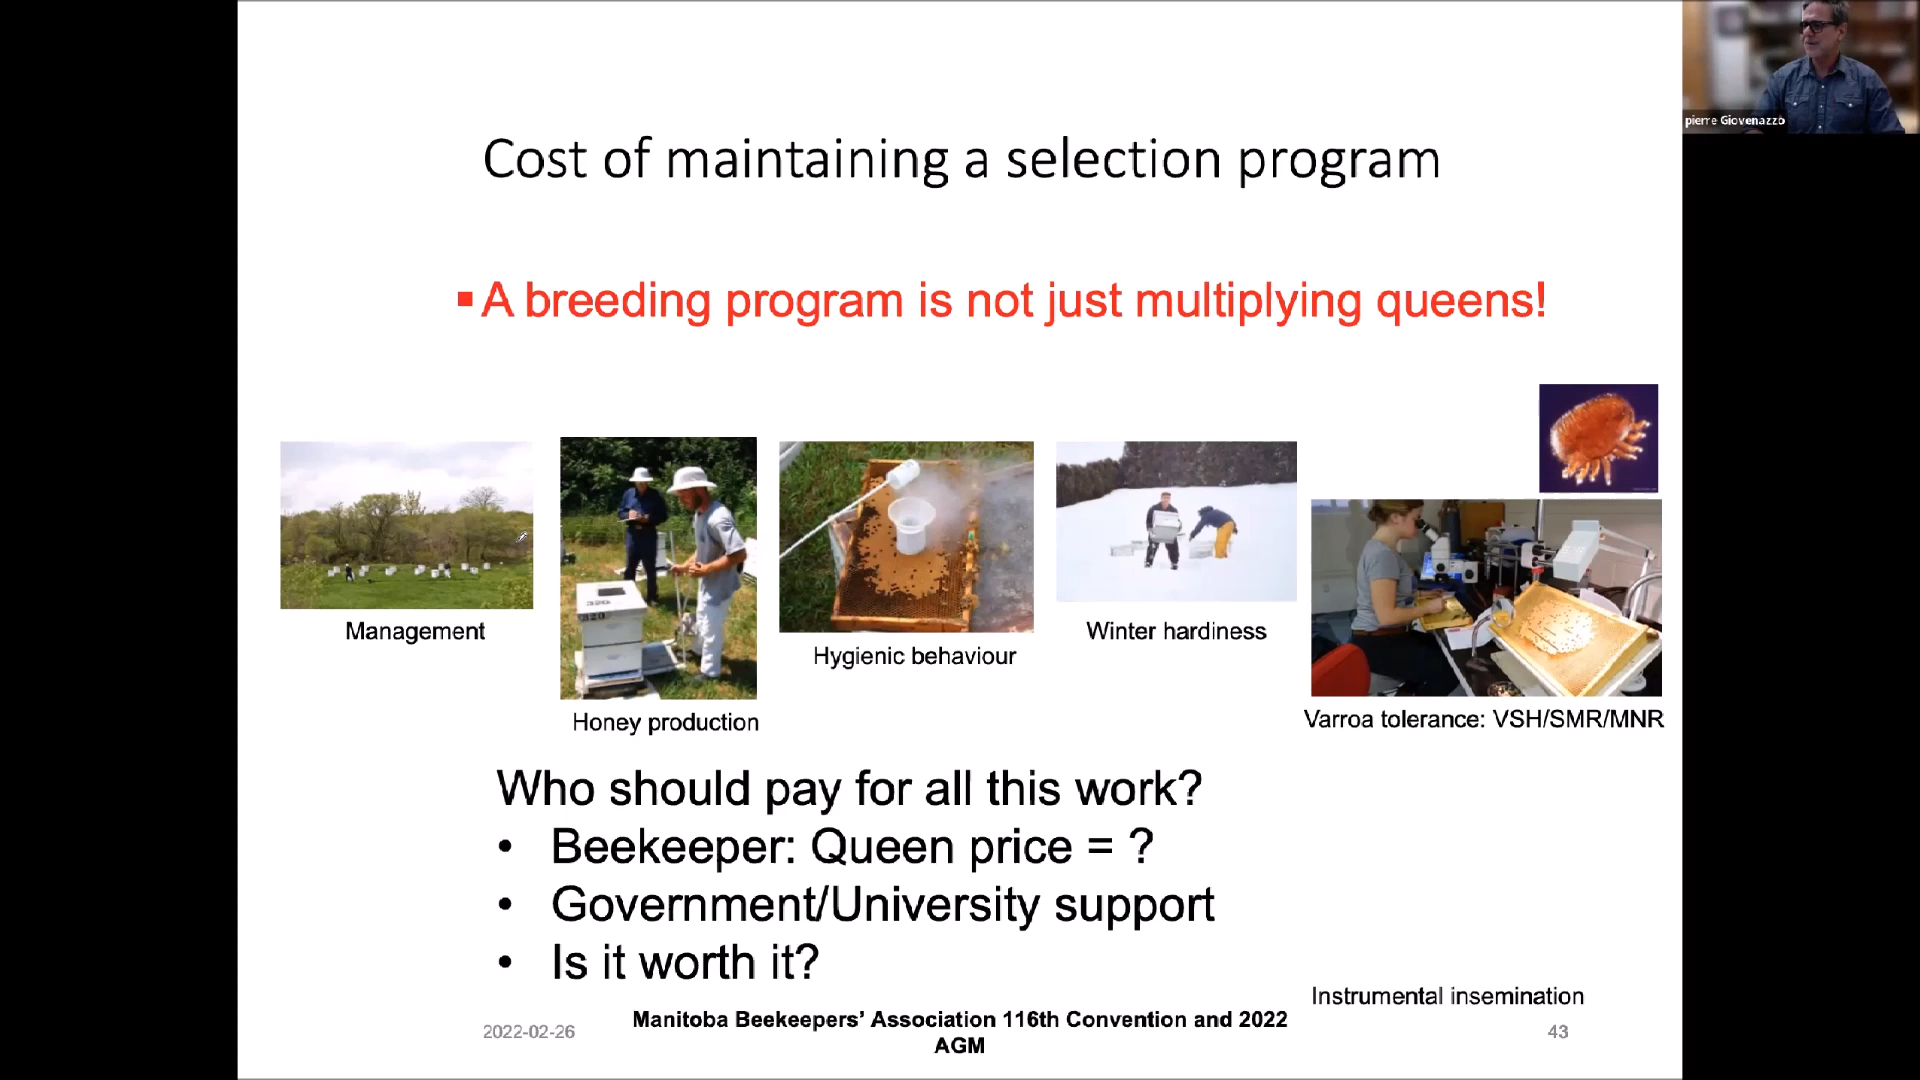 pierre Giovenazzo
Cost of maintaining a selection program
▪ A breeding program is not just multiplying queens!
Management
Honey production
320
320
Hygienic behaviour
Winter hardiness
Varroa tolerance: VSH/SMR/MNR
Who should pay for all this work?
• Beekeeper: Queen price = ?
• Government/University support
• Is it worth it?
Instrumental insemination
2022-02-26
Manitoba Beekeepers’ Association 116th Convention and 2022
AGM
43